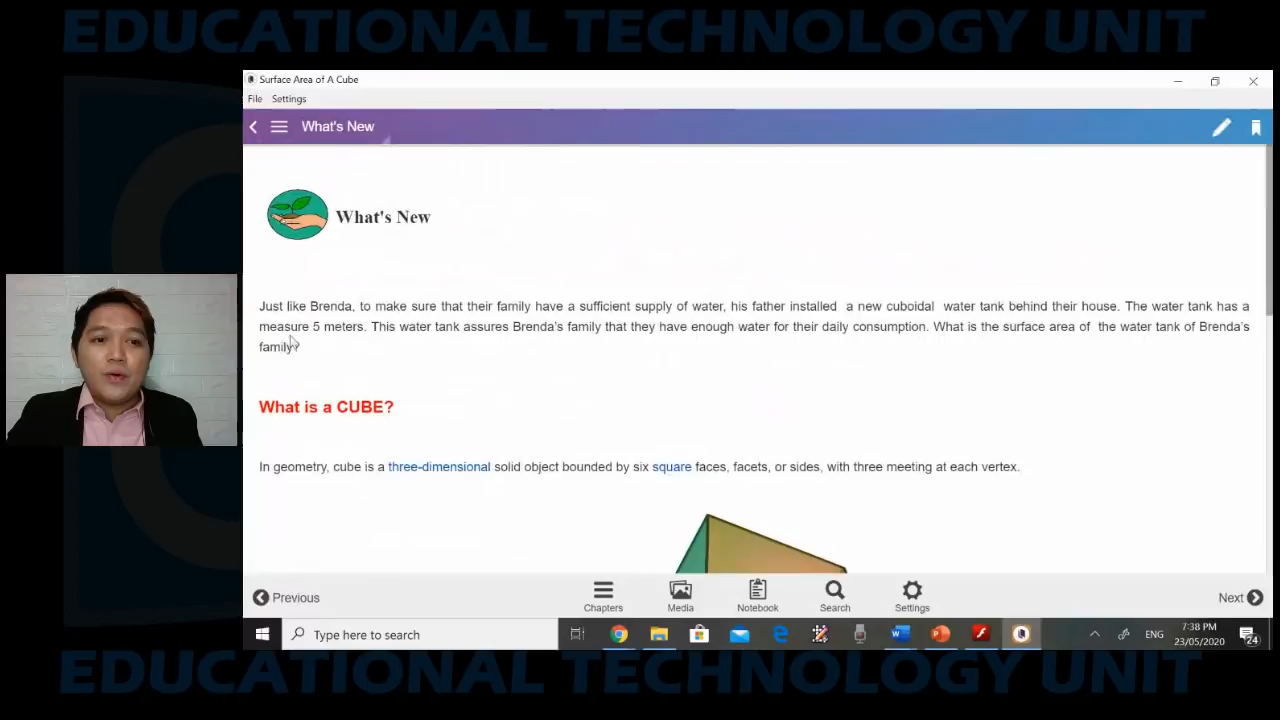 EDUCATIONAL TECHNOLOGY UNIT
Surface Area of A Cube
File Settings
What's New
What's New
Just like Brenda, to make sure that their family have a sufficient supply of water, his father installed a new cuboidal water tank behind their house. The water tank has a
measure 5 meters. This water tank assures Brenda's family that they have enough water for their daily consumption. What is the surface area of the water tank of Brenda's
family?
What is a CUBE?
In geometry, cube is a three-dimensional solid object bounded by six square faces, facets, or sides, with three meeting at each vertex.
Previous
Chapters
Media
Notebook
Search
Settings
Next
Type here to search
ENG
7:38 PM
23/05/2020
24
EDUCATIONAL TECHNOLOGY UNIT